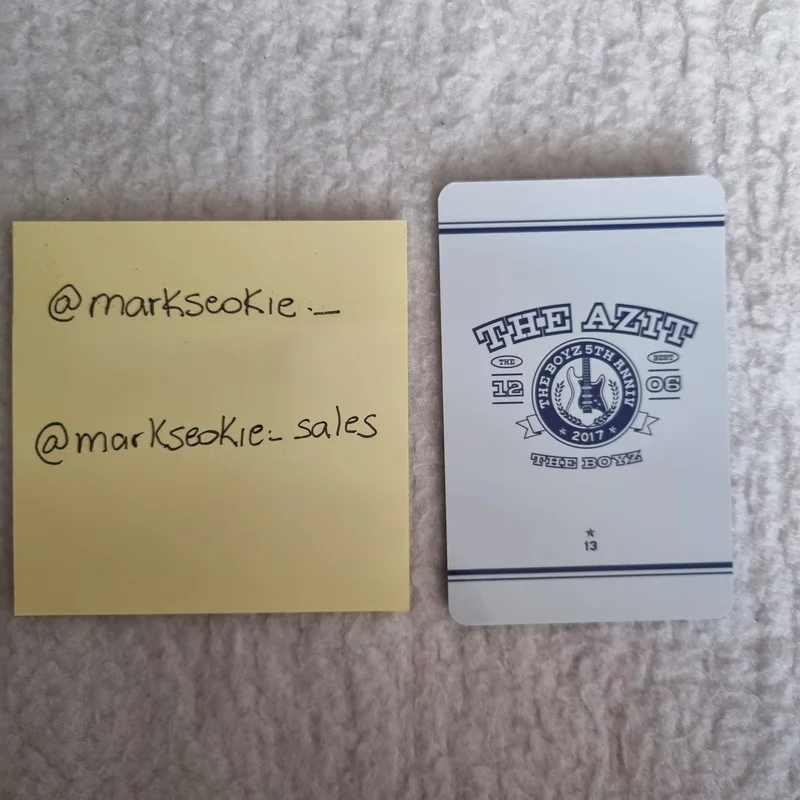 @markseokie._
@markseokie._sales
THE AZIT
THE
BEST
12
06
THE BOYZ 5TH ANNIV
★ 2017 ★
THE BOYZ
★
13